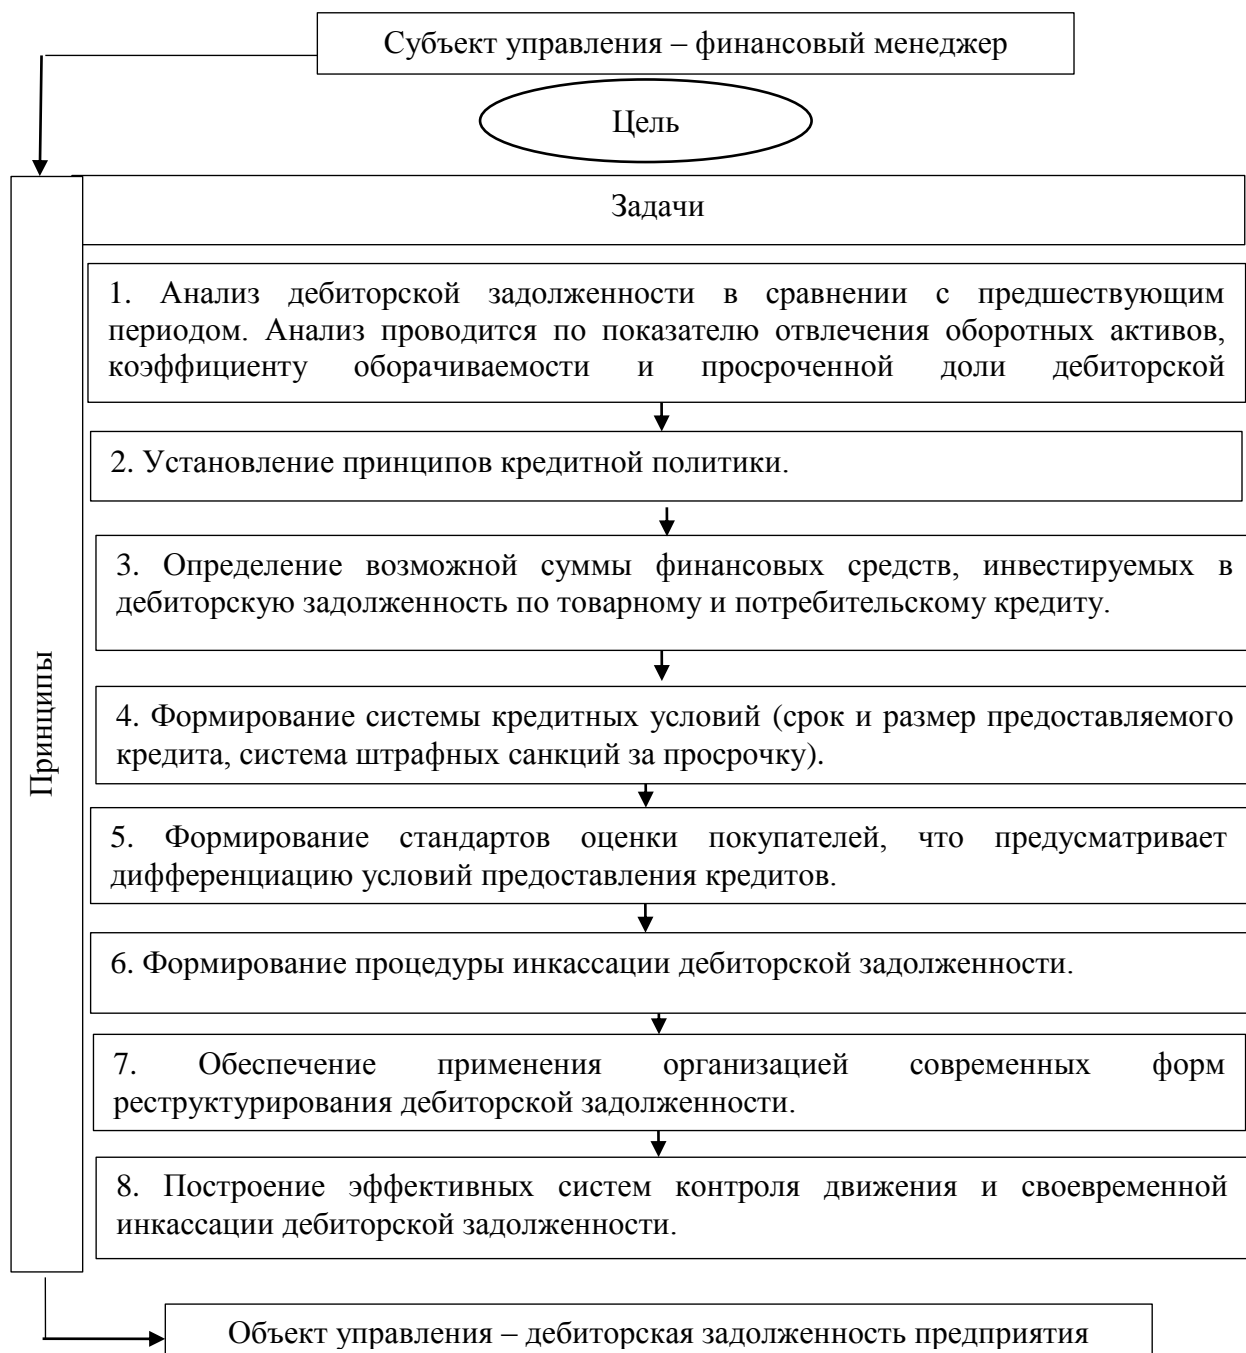 Субъект управления – финансовый менеджер
Цель
Задачи
Принципы
1. Анализ дебиторской задолженности в сравнении с предшествующим
периодом. Анализ проводится по показателю отвлечения оборотных активов,
коэффициенту оборачиваемости и просроченной доли дебиторской
2. Установление принципов кредитной политики.
3. Определение возможной суммы финансовых средств, инвестируемых в
дебиторскую задолженность по товарному и потребительскому кредиту.
4. Формирование системы кредитных условий (срок и размер предоставляемого
кредита, система штрафных санкций за просрочку).
5. Формирование стандартов оценки покупателей, что предусматривает
дифференциацию условий предоставления кредитов.
6. Формирование процедуры инкассации дебиторской задолженности.
7. Обеспечение применения организацией современных форм
реструктурирования дебиторской задолженности.
8. Построение эффективных систем контроля движения и своевременной
инкассации дебиторской задолженности.
Объект управления – дебиторская задолженность предприятия